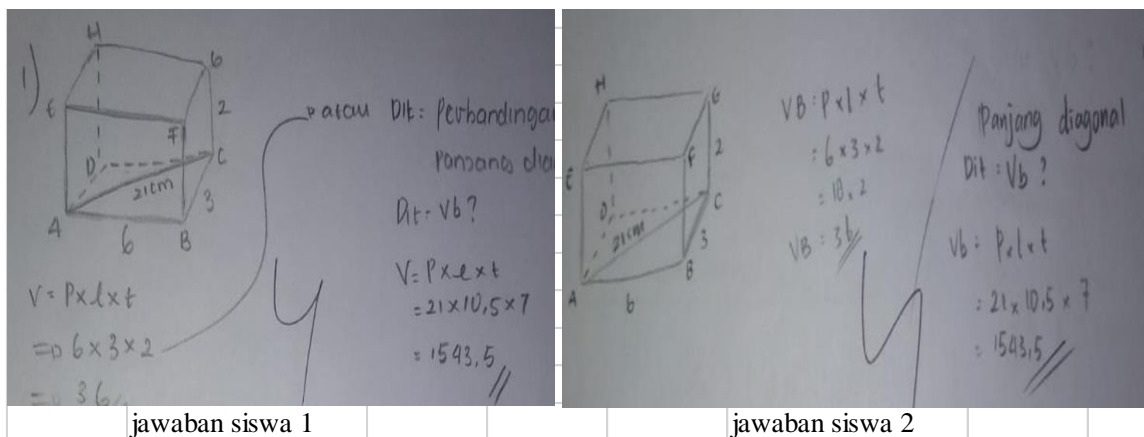 1)
H
G
E
F
2
D
C
21cm
3
A
6
B
V = P x l x t
=> 6 x 3 x 2
=> 36
atau Dit: Perbandingan
Panjang dia
Dit = Vb?
V = P x l x t
= 21 x 10,5 x 7
= 1543,5 //
jawaban siswa 1
H
G
E
F
2
D
C
21cm
3
A
6
B
VB : P x l x t
: 6 x 3 x 2
: 18 x 2
VB : 36 //
Panjang diagonal
Dit : Vb ?
Vb : P x l x t
: 21 x 10,5 x 7
: 1543,5 //
jawaban siswa 2